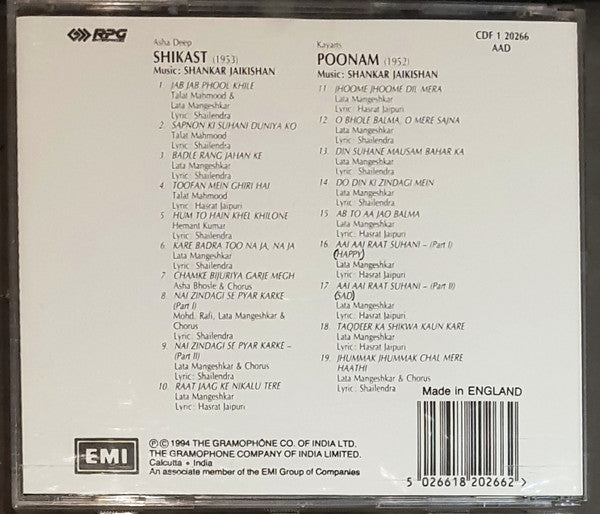 RPG
ENTERPRISES
CDF 1 20266
AAD
Asha Deep
SHIKAST (1953)
Music: SHANKAR JAIKISHAN
1. JAB JAB PHOOL KHILE
Talat Mahmood &
Lata Mangeshkar
Lyric: Shailendra
2. SAPNON KI SUHANI DUNIYA KO
Talat Mahmood
Lyric: Shailendra
3. BADLE RANG JAHAN KE
Lata Mangeshkar
Lyric: Shailendra
4. TOOFAN MEIN GHIRI HAI
Talat Mahmood
Lyric: Hasrat Jaipuri
5 HUM TO HAIN KHEL KHILONE
Hemant Kumar
Lyric: Shailendra
6. KARE BADRA TOO NA JA, NA JA
Lata Mangeshkar
Lyric: Shailendra
7 CHAMKE BIJURIYA GARJE MEGH
Asha Bhosle & Chorus
8. NAI ZINDAGI SE PYAR KARKE
(Part I)
Mohd. Rafi, Lata Mangeshkar &
Chorus
Lyric: Shailendra
9. NAI ZINDAGI SE PYAR KARKE –
(Part II)
Lata Mangeshkar & Chorus
Lyric: Shailendra
10. RAAT JAAG KE NIKALU TERE
Lata Mangeshkar
Lyric: Hasrat Jaipuri
Kavarts
POONAM (1952)
Music: SHANKAR JAIKISHAN
11 JHOOME JHOOME DIL MERA
Lata Mangeshkar
Lyric: Hasrat Jaipuri
12. O BHOLE BALMA, O MERE SAJNA
Lata Mangeshkar
Lyric: Shailendra
13. DIN SUHANE MAUSAM BAHAR KA
Lata Mangeshkar
Lyric: Shailendra
14 DO DIN KI ZINDAGI MEIN
Lata Mangeshkar
Lyric: Hasrat Jaipuri
15 AB TO AA JAO BALMA
Lata Mangeshkar
Lyric: Hasrat Jaipuri
16 AAI AAI RAAT SUHANI – (Part I)
(HAPPY)
Lata Mangeshkar
Lyric: Hasrat Jaipuri
17. AAI AAI RAAT SUHANI – (Part II)
(SAD)
Lata Mangeshkar
Lyric: Hasrat Jaipuri
18. TAQDEER KA SHIKWA KAUN KARE
Lata Mangeshkar
Lyric: Hasrat Jaipuri
19. JHUMMAK JHUMMAK CHAL MERE
HAATHI
Lata Mangeshkar & Chorus
Lyric: Shailendra
Made in ENGLAND
EMI
Ⓟ © 1994 THE GRAMOPHONE CO. OF INDIA LTD.
THE GRAMOPHONE COMPANY OF INDIA LIMITED.
Calcutta • India
An associate member of the EMI Group of Companies
5 026618 202662 >